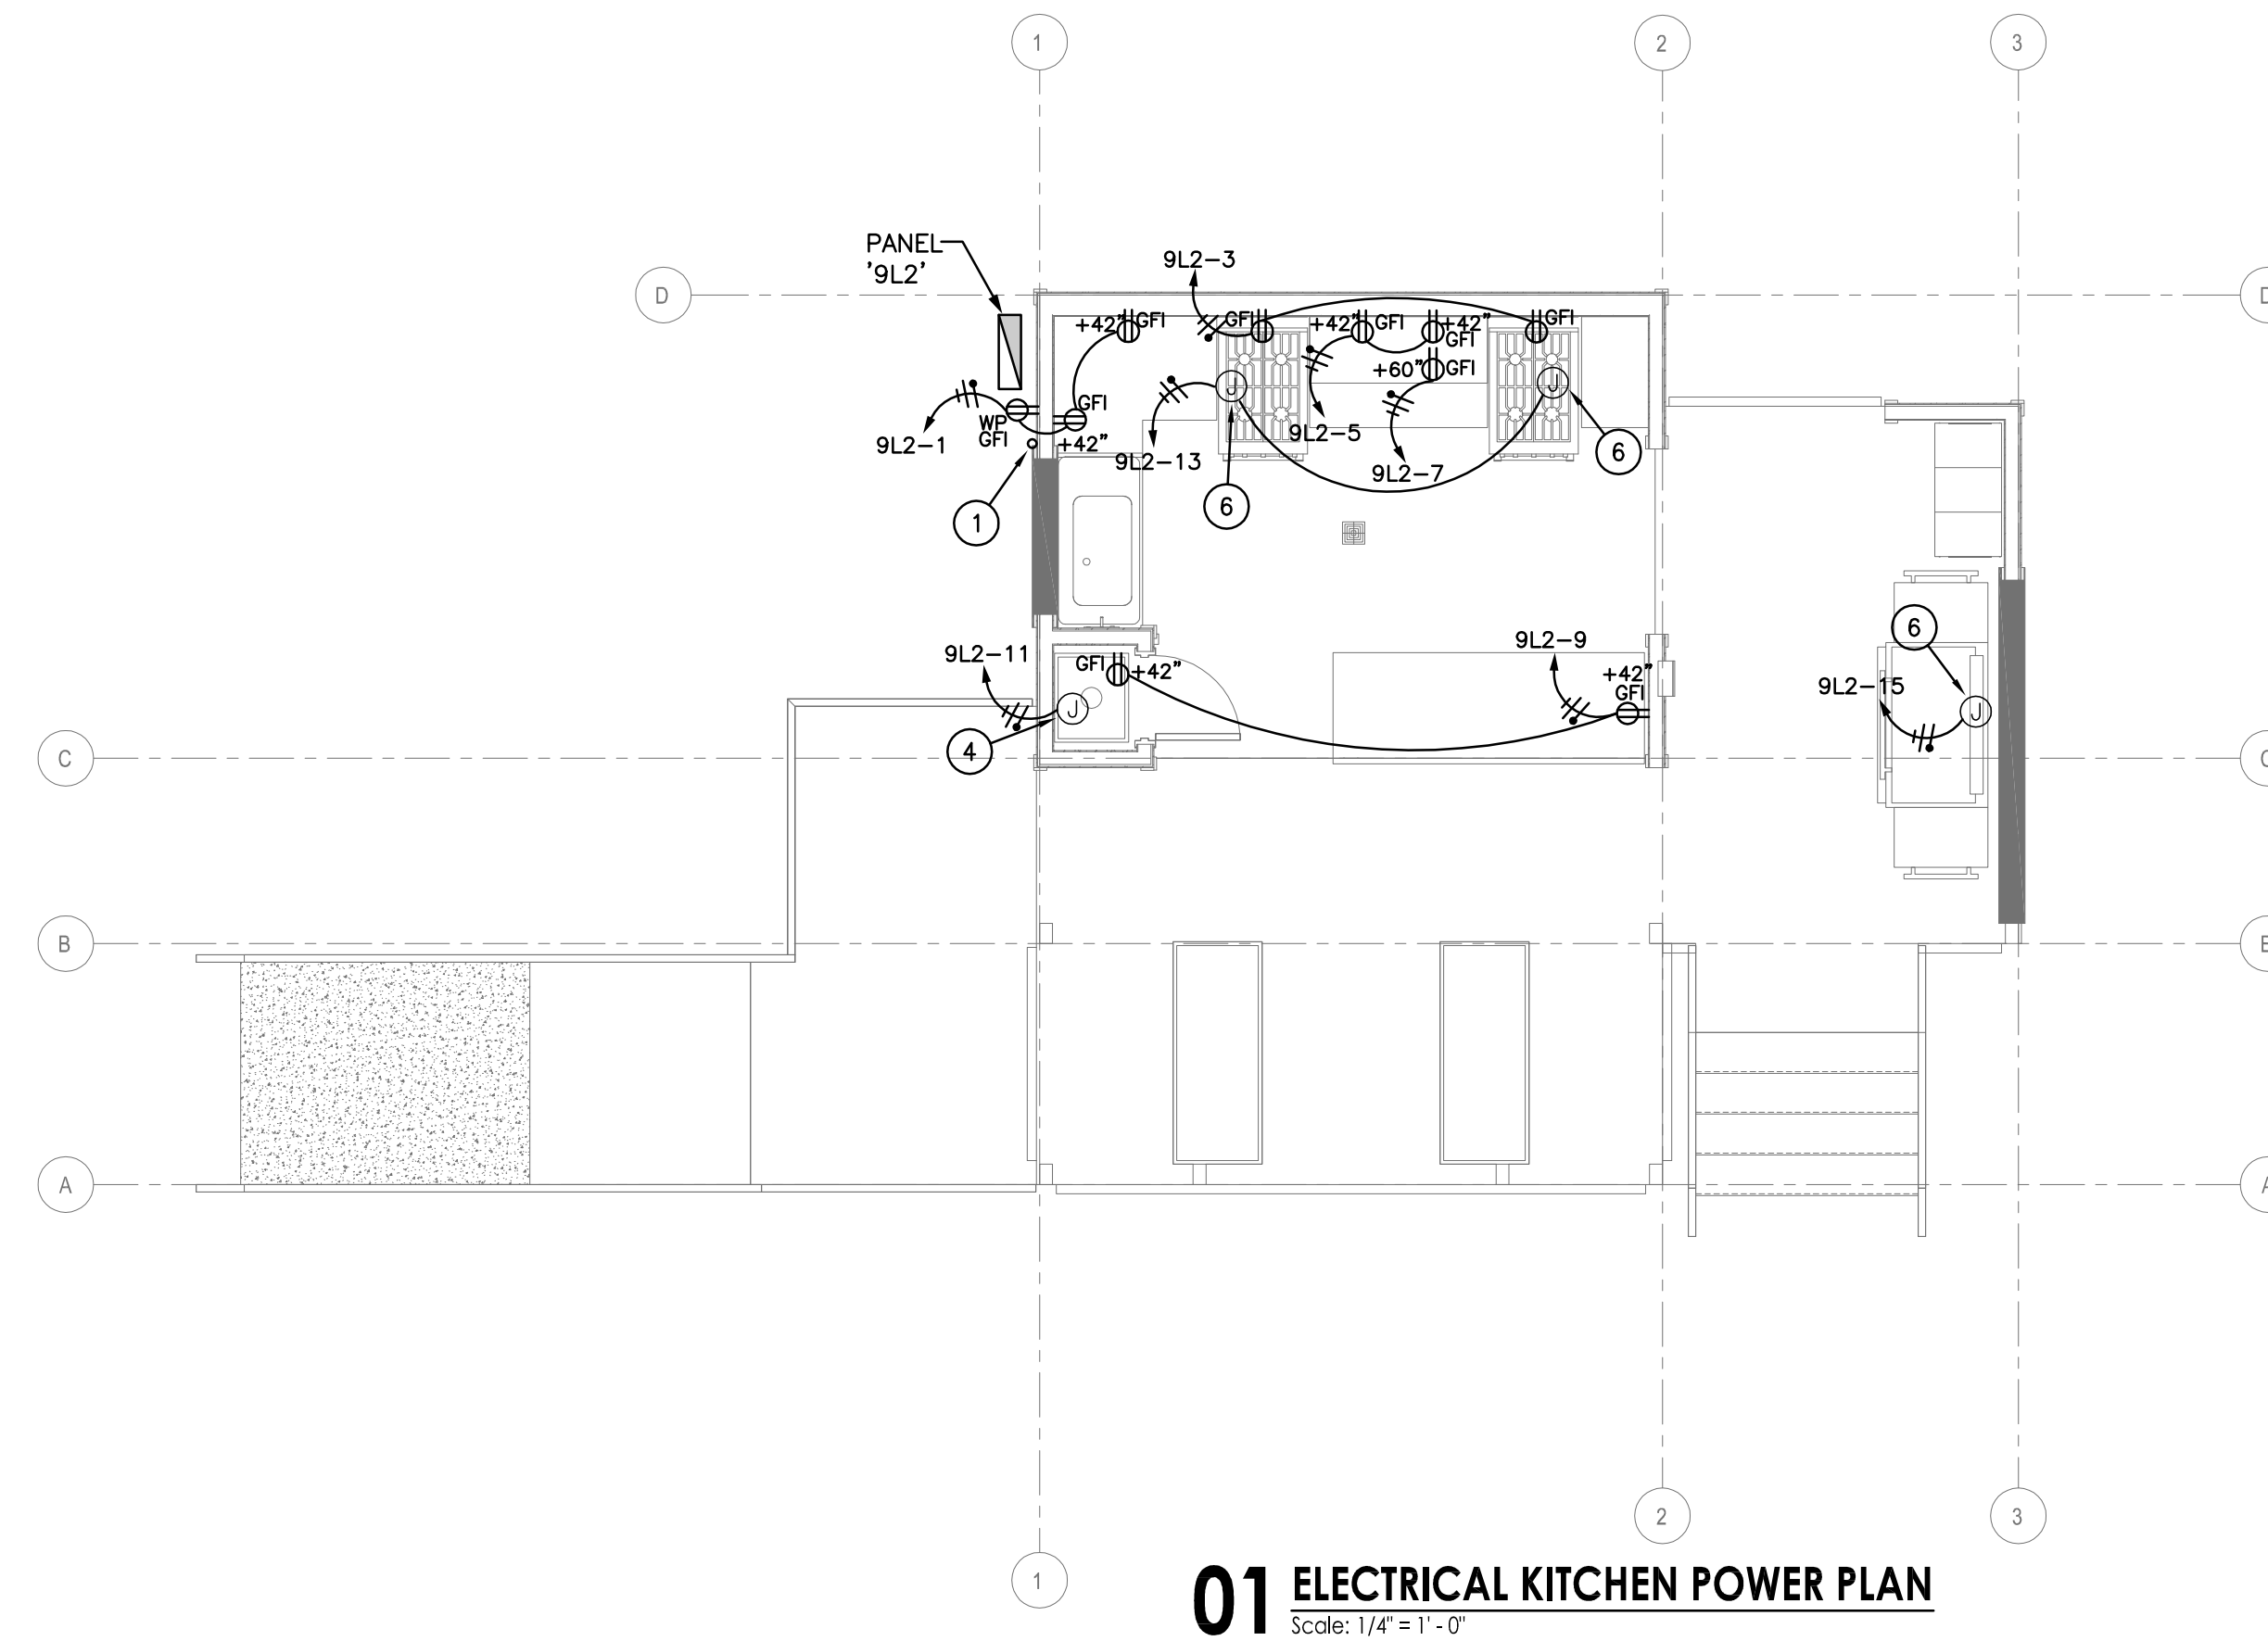 1
2
3
PANEL
'9L2'
9L2-3
D
D
+42"
GFI
GFI
+42"
GFI
+42"
GFI
GFI
+60"
GFI
GFI
WP
GFI
+42"
9L2-1
9L2-5
9L2-13
9L2-7
J
J
6
6
1
9L2-11
GFI
+42"
J
4
9L2-9
+42"
GFI
6
9L2-15
J
C
C
B
B
A
A
2
3
1
01 ELECTRICAL KITCHEN POWER PLAN
Scale: 1/4" = 1' - 0"